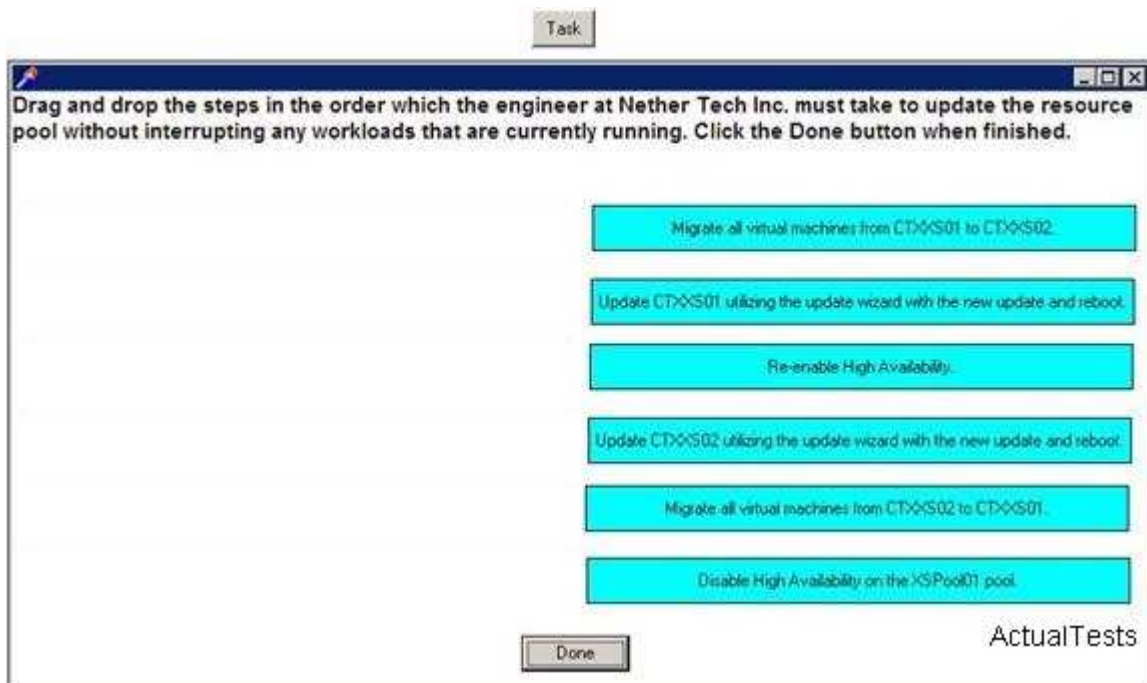 Task
Drag and drop the steps in the order which the engineer at Nether Tech Inc. must take to update the resource
pool without interrupting any workloads that are currently running. Click the Done button when finished.
Migrate all virtual machines from CTXXS01 to CTXXS02.
Update CTXXS01 utilizing the update wizard with the new update and reboot.
Re-enable High Availability.
Update CTXXS02 utilizing the update wizard with the new update and reboot.
Migrate all virtual machines from CTXXS02 to CTXXS01.
Disable High Availability on the XSPool01 pool.
ActualTests
Done